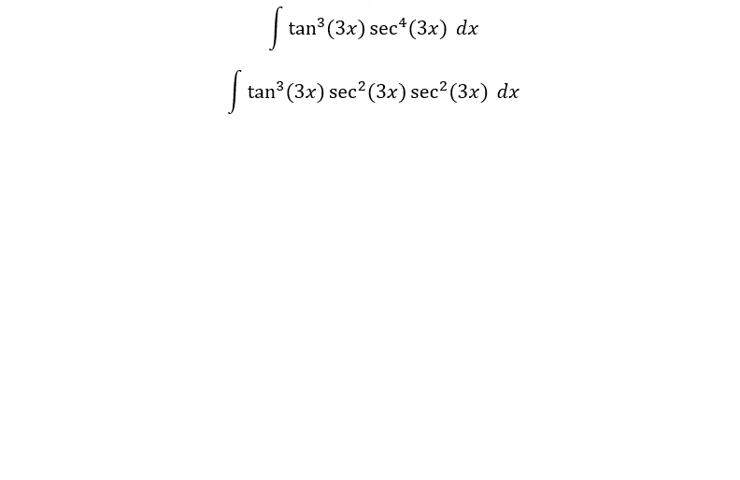 ∫ tan³(3x) sec⁴(3x) dx
∫ tan³(3x) sec²(3x) sec²(3x) dx